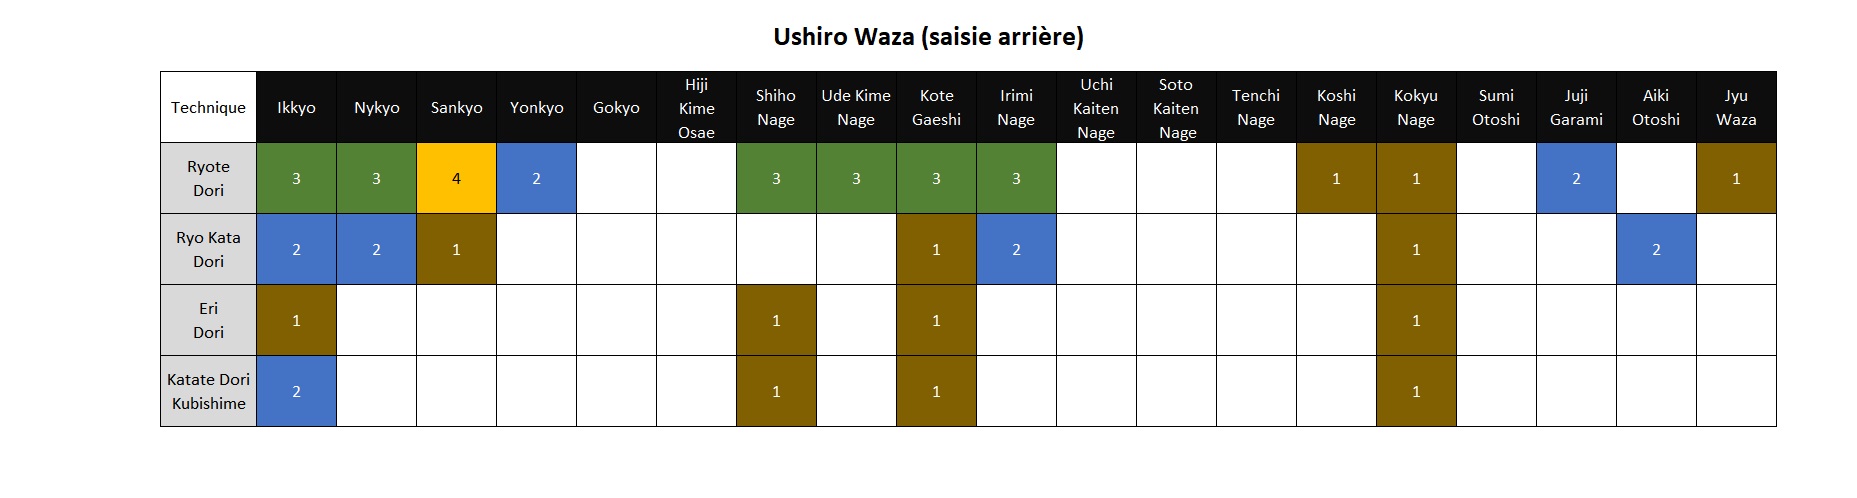 Ushiro Waza (saisie arrière)
Technique Ikkyo Nykyo Sankyo Yonkyo Gokyo Hiji Kime Osae Shiho Nage Ude Kime Nage Kote Gaeshi Irimi Nage Uchi Kaiten Nage Soto Kaiten Nage Tenchi Nage Koshi Nage Kokyu Nage Sumi Otoshi Juji Garami Aiki Otoshi Jyu Waza
Ryote Dori 3 3 4 2 3 3 3 3 1 1 2 1
Ryo Kata Dori 2 2 1 1 2 1 2
Eri Dori 1 1 1 1
Katate Dori Kubishime 2 1 1 1